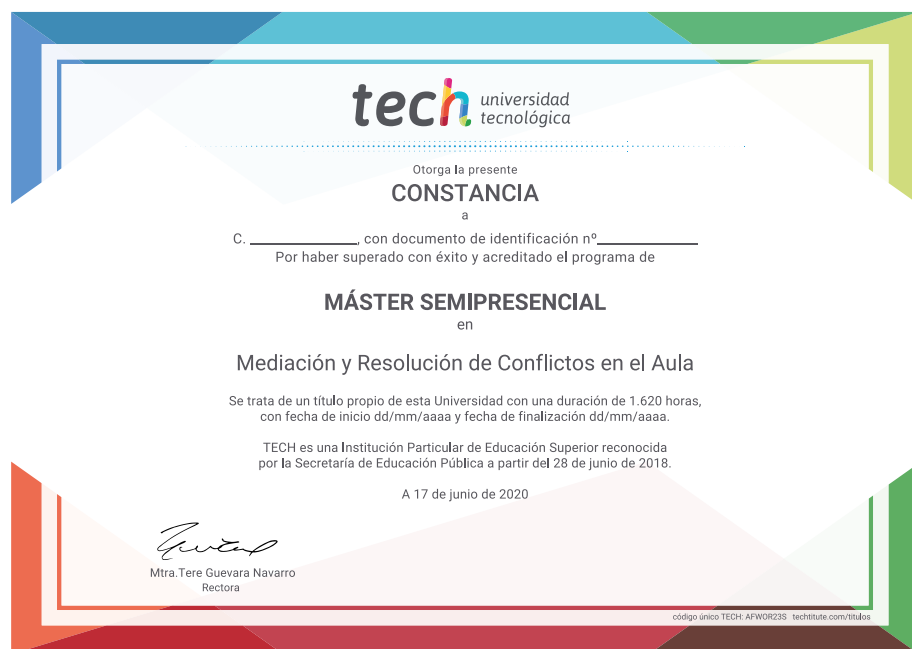 tech universidad
tecnológica
Otorga la presente
CONSTANCIA
a
C. ____________, con documento de identificación nº____________
Por haber superado con éxito y acreditado el programa de
MÁSTER SEMIPRESENCIAL
en
Mediación y Resolución de Conflictos en el Aula
Se trata de un título propio de esta Universidad con una duración de 1.620 horas,
con fecha de inicio dd/mm/aaaa y fecha de finalización dd/mm/aaaa.
TECH es una Institución Particular de Educación Superior reconocida
por la Secretaría de Educación Pública a partir del 28 de junio de 2018.
A 17 de junio de 2020
Mtra.Tere Guevara Navarro
Rectora
código único TECH: AFWOR23S techtitute.com/titulos